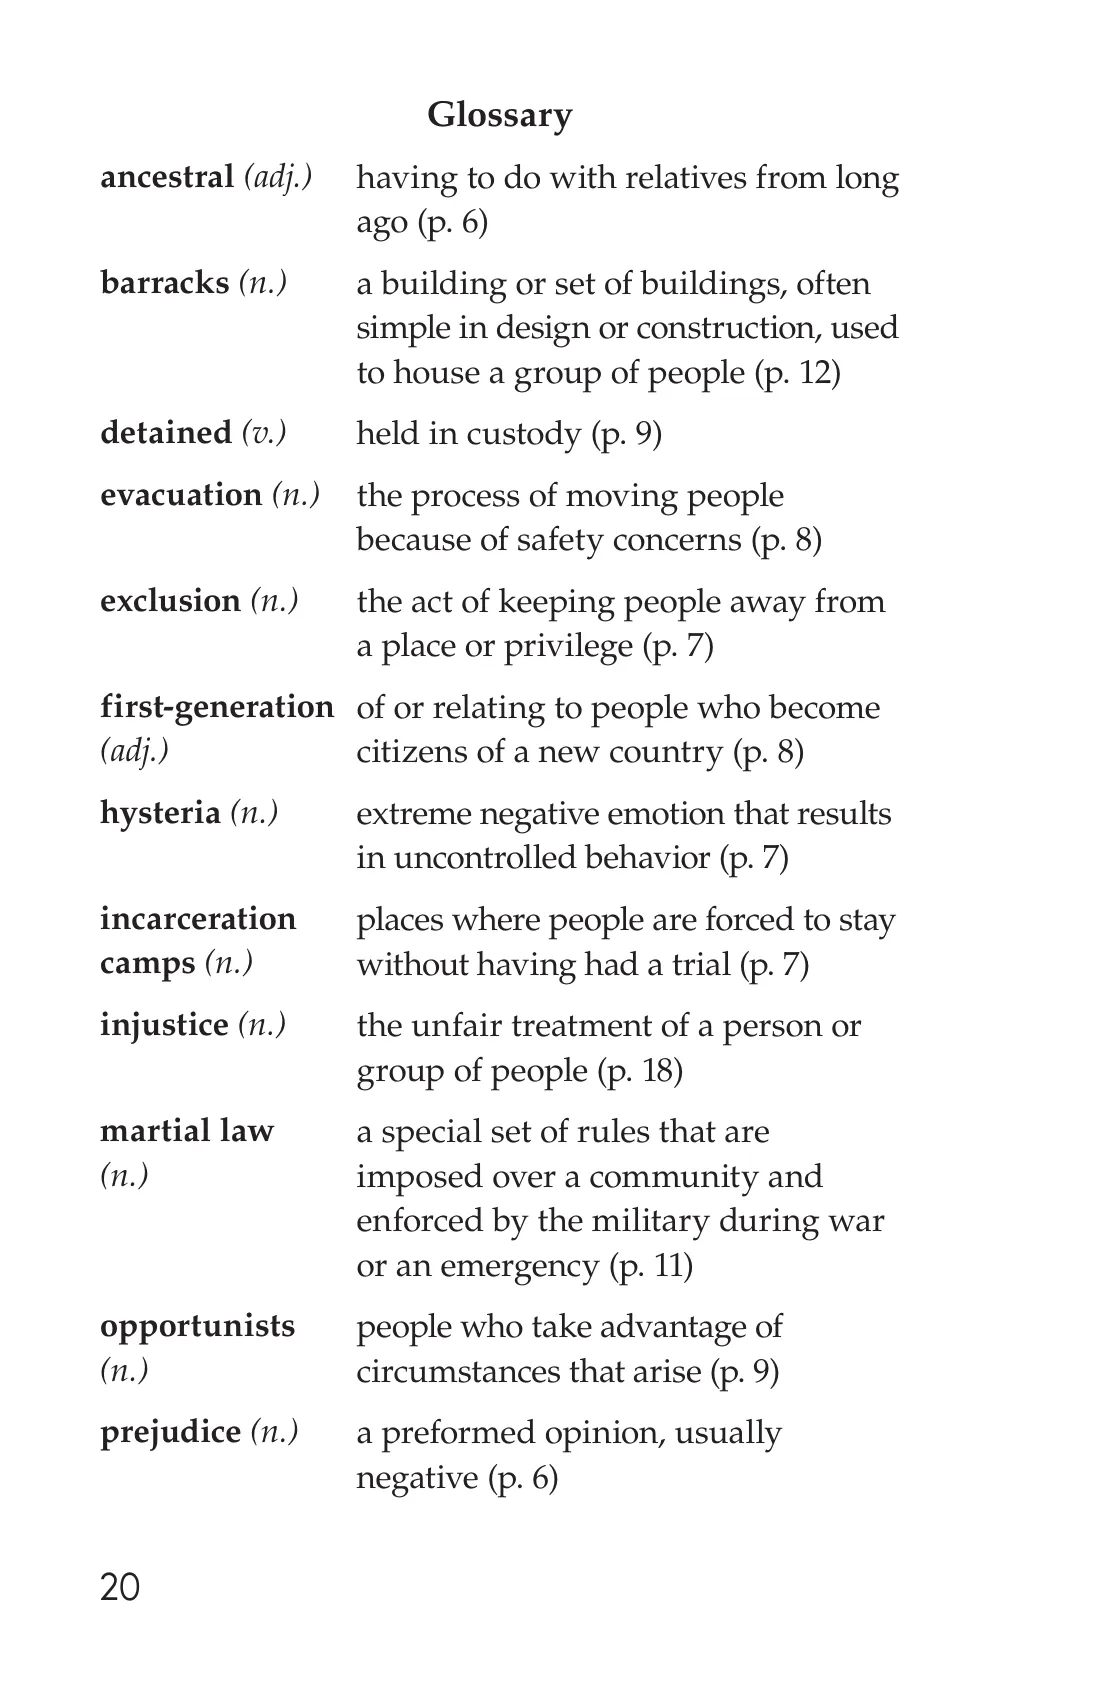 Glossary
ancestral (adj.) having to do with relatives from long
ago (p. 6)
barracks (n.) a building or set of buildings, often
simple in design or construction, used
to house a group of people (p. 12)
detained (v.) held in custody (p. 9)
evacuation (n.) the process of moving people
because of safety concerns (p. 8)
exclusion (n.) the act of keeping people away from
a place or privilege (p. 7)
first-generation of or relating to people who become
(adj.) citizens of a new country (p. 8)
hysteria (n.) extreme negative emotion that results
in uncontrolled behavior (p. 7)
incarceration places where people are forced to stay
camps (n.) without having had a trial (p. 7)
injustice (n.) the unfair treatment of a person or
group of people (p. 18)
martial law a special set of rules that are
(n.) imposed over a community and
enforced by the military during war
or an emergency (p. 11)
opportunists people who take advantage of
(n.) circumstances that arise (p. 9)
prejudice (n.) a preformed opinion, usually
negative (p. 6)
20